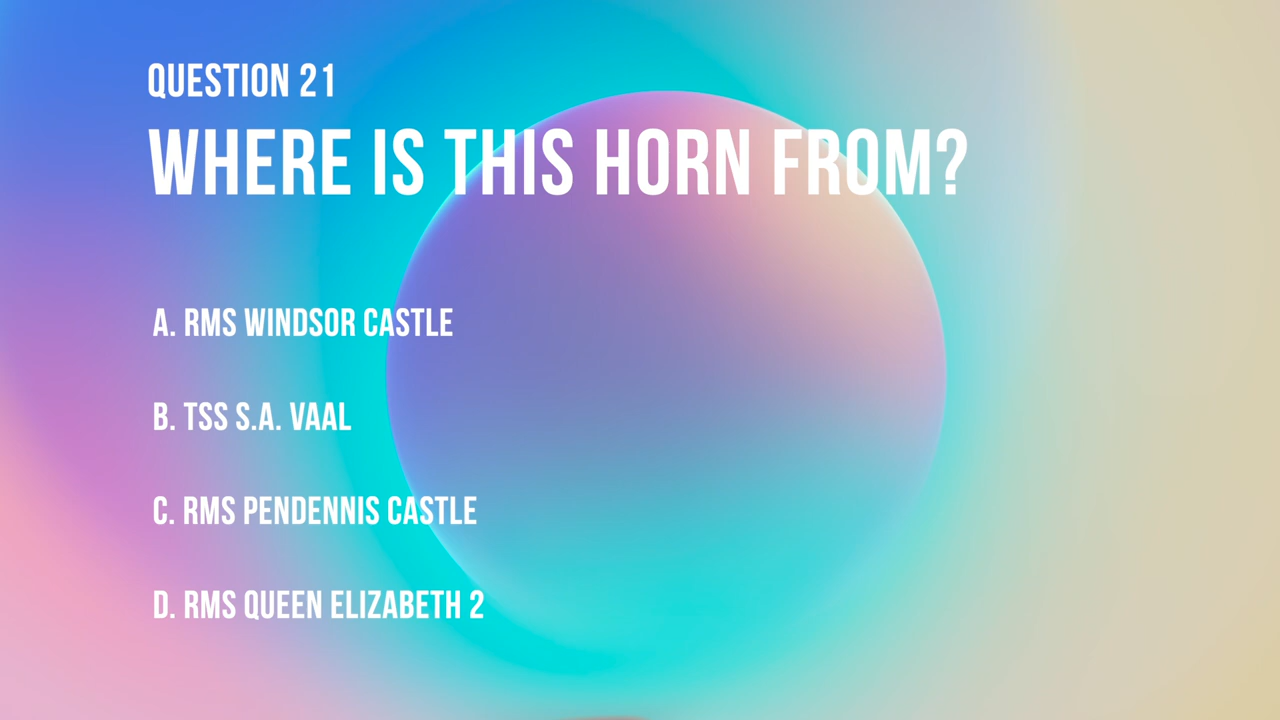 QUESTION 21
WHERE IS THIS HORN FROM?
A. RMS WINDSOR CASTLE
B. TSS S.A. VAAL
C. RMS PENDENNIS CASTLE
D. RMS QUEEN ELIZABETH 2